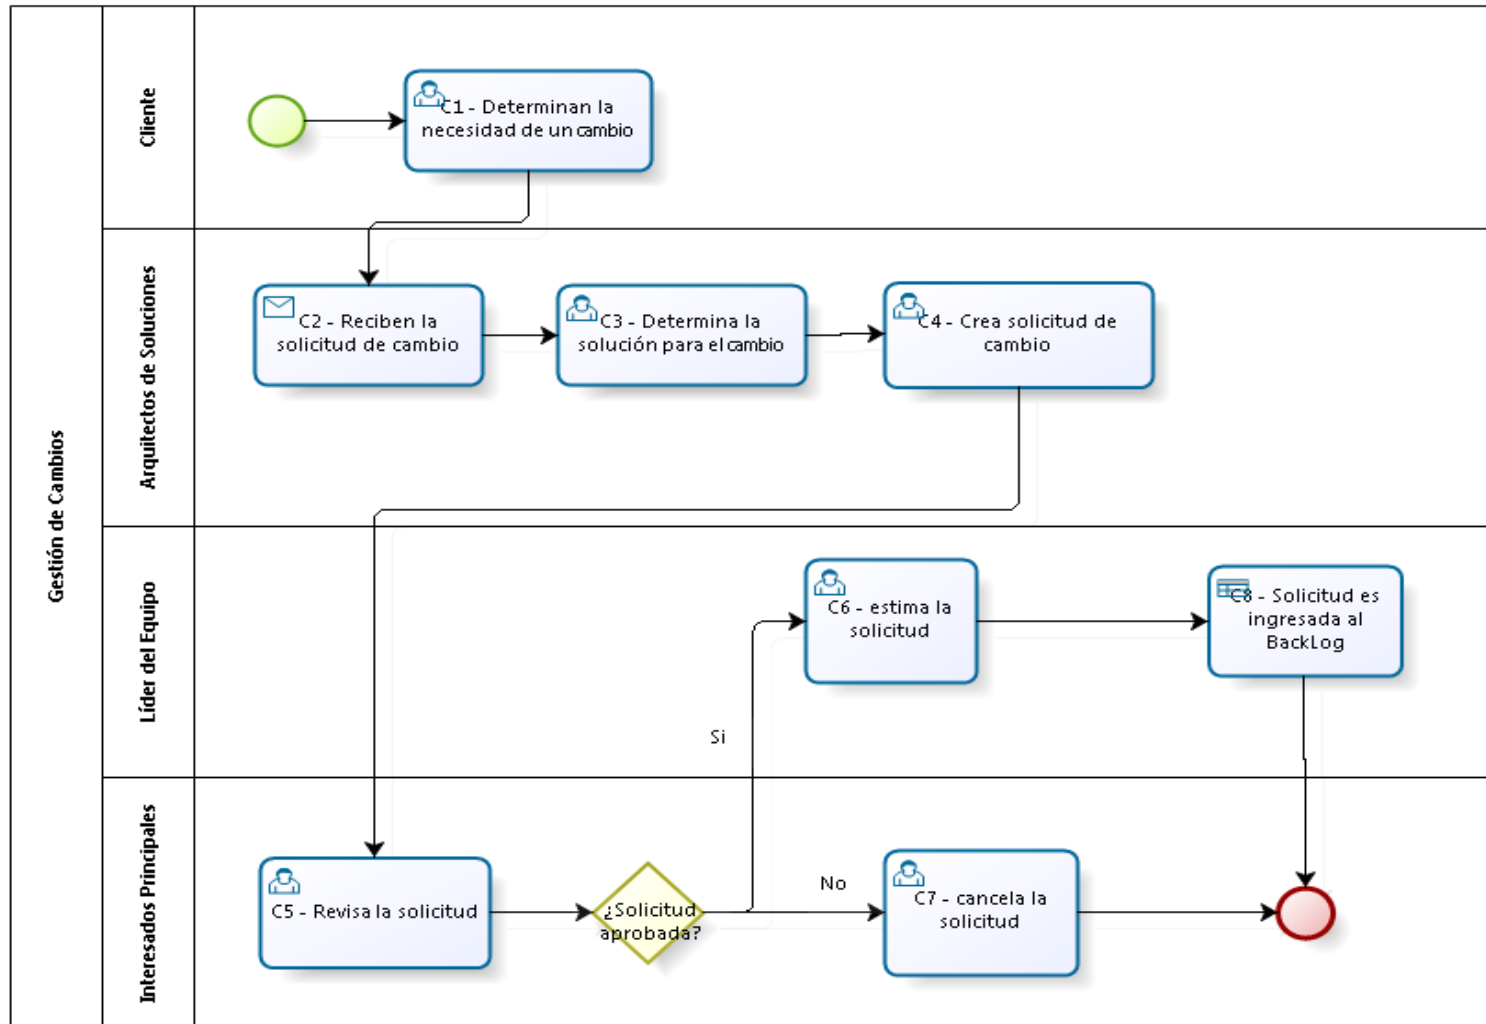 Gestión de Cambios
Cliente
C1 - Determinan la
necesidad de un cambio
Arquitectos de Soluciones
C2 - Reciben la
solicitud de cambio
C3 - Determina la
solución para el cambio
C4 - Crea solicitud de
cambio
Líder del Equipo
C6 - estima la
solicitud
C8 - Solicitud es
ingresada al
BackLog
Si
Interesados Principales
C5 - Revisa la solicitud
¿Solicitud
aprobada?
No
C7 - cancela la
solicitud